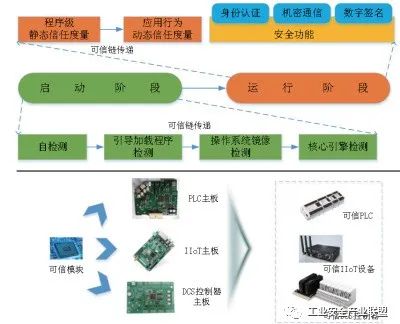 身份认证
机密通信
数字签名
程序级
静态信任度量
应用行为
动态信任度量
安全功能
可信链传递
启 动 阶 段
运 行 阶 段
可信链传递
自检测
引导加载程序
检测
操作系统镜像
检测
核心引擎检测
PLC主板
可信PLC
可信模块
IIoT主板
可信IIoT设备
DCS控制器
主板
工业安全产业联盟